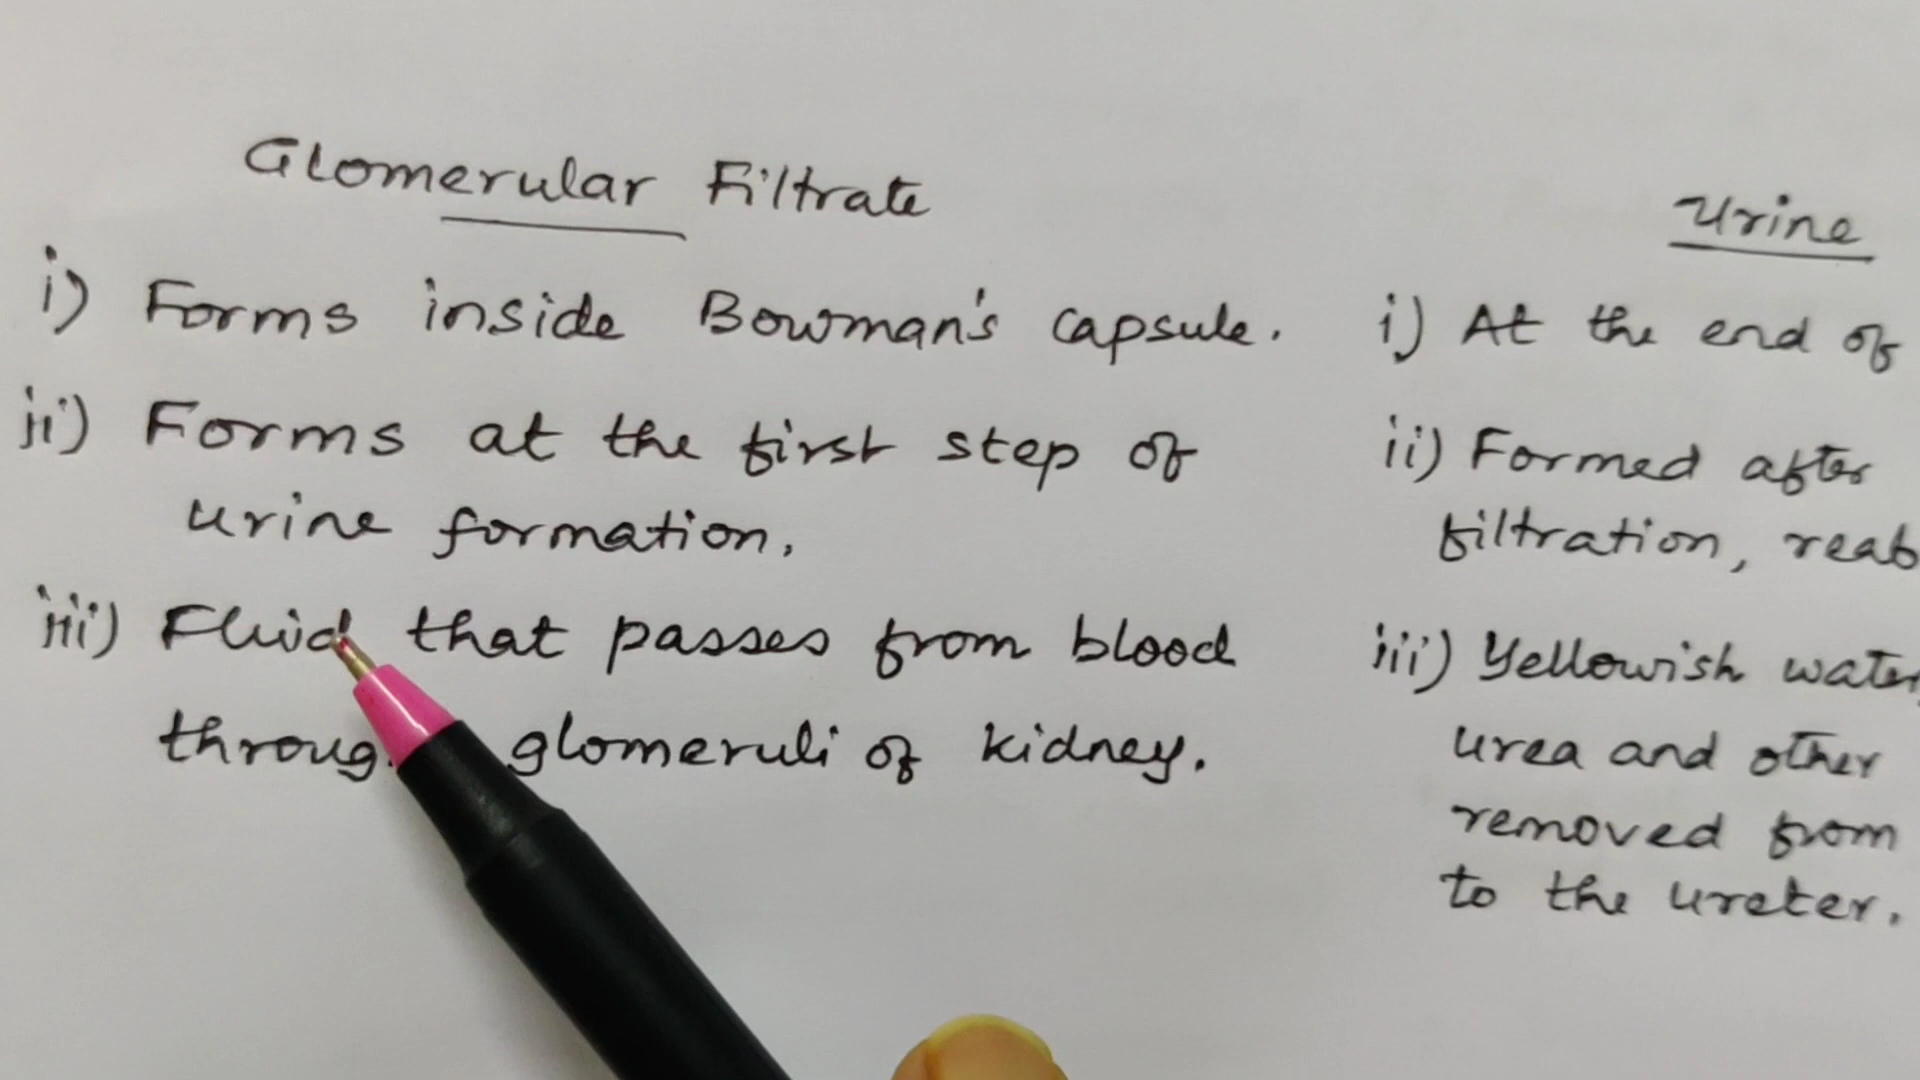 Glomerular Filtrate
i) Forms inside Bowman's capsule.
ii) Forms at the first step of
urine formation.
iii) Fluid that passes from blood
glomeruli of kidney.
Urine
i) At the end of
ii) Formed after
filtration,
iii) Yellowish
urea and other
removed from
to the ureter.